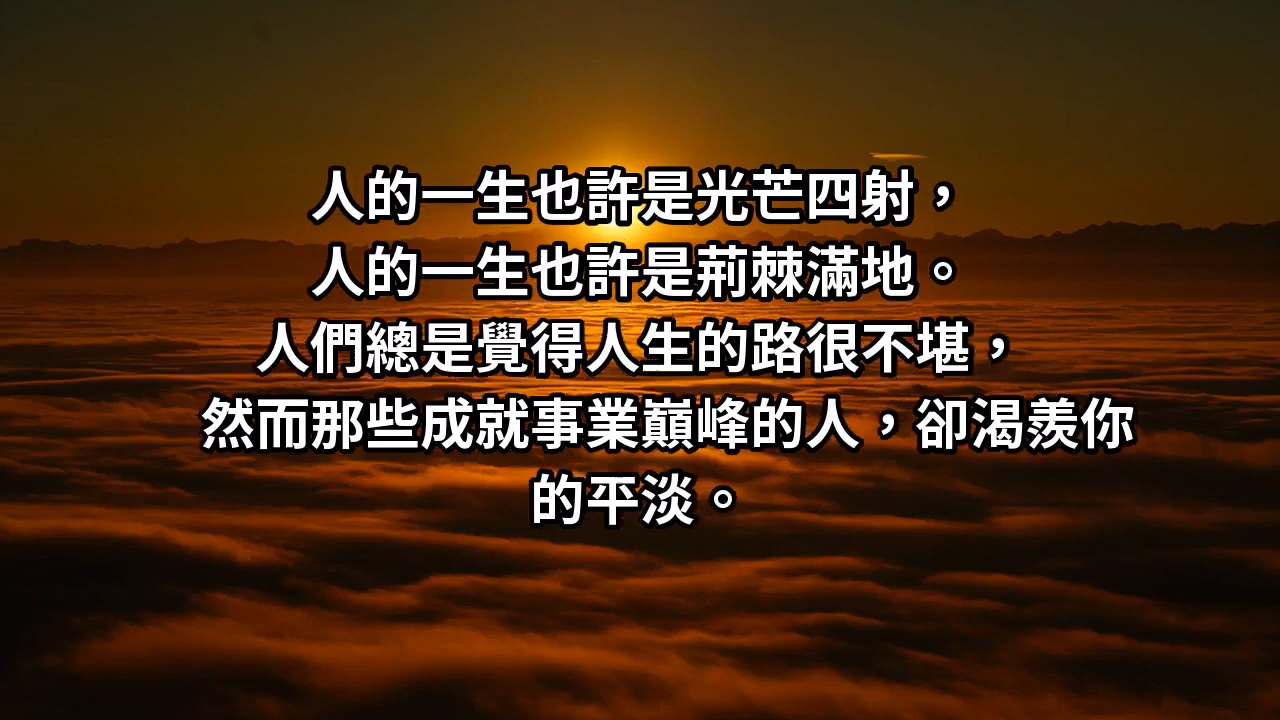 人的一生也許是光芒四射，
人的一生也許是荊棘滿地。
人們總是覺得人生的路很不堪，
然而那些成就事業巔峰的人，卻渴羨你
的平淡。